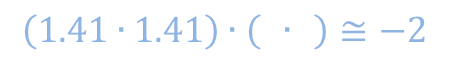 (1.41 · 1.41) · ( · ) ≅ −2